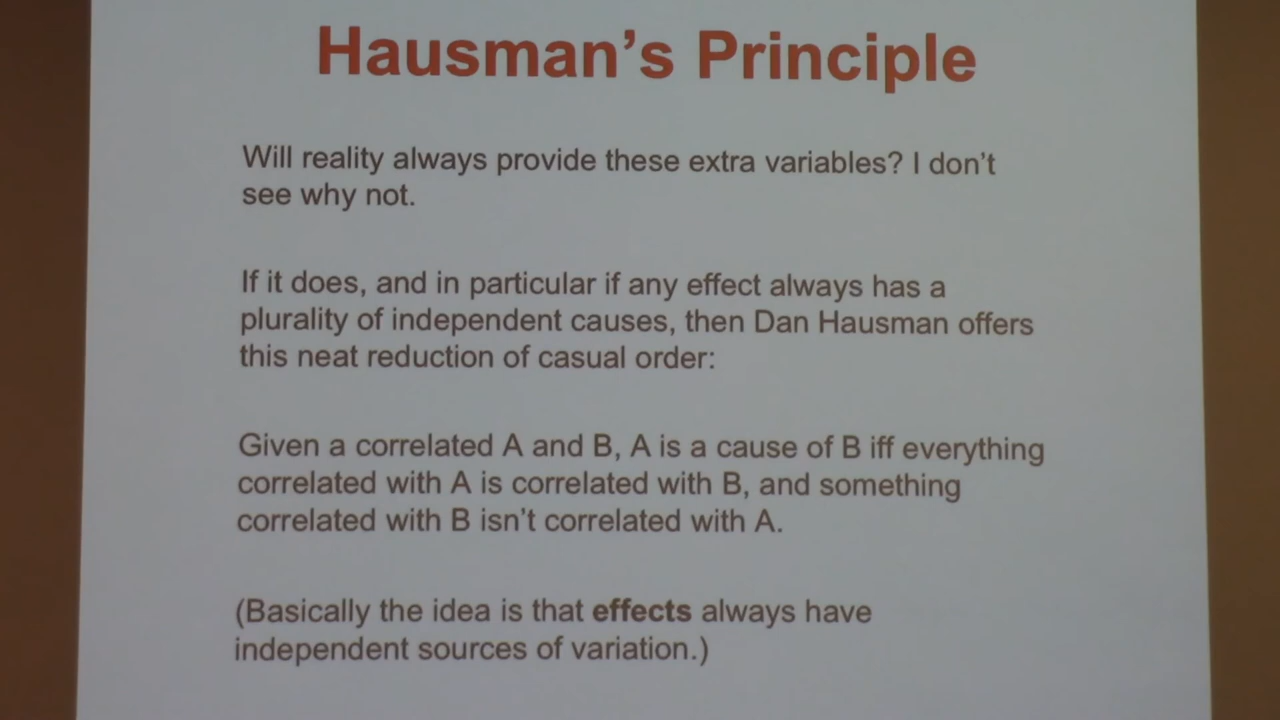 Hausman's Principle
Will reality always provide these extra variables? I don't
see why not.
If it does, and in particular if any effect always has a
plurality of independent causes, then Dan Hausman offers
this neat reduction of casual order:
Given a correlated A and B, A is a cause of B iff everything
correlated with A is correlated with B, and something
correlated with B isn't correlated with A.
(Basically the idea is that effects always have
independent sources of variation.)